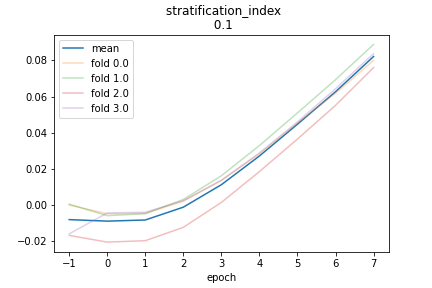 stratification_index
0.1
mean
fold 0.0
fold 1.0
fold 2.0
fold 3.0
0.08
0.06
0.04
0.02
0.00
−0.02
−1 0 1 2 3 4 5 6 7
epoch